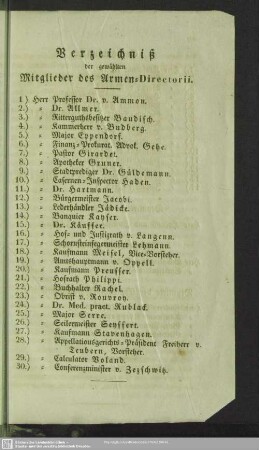 Verzeichniß
der gewählten
Mitglieder des Armen-Directorii.
1.) Herr Professor Dr. v. Ammon.
2.) „ Dr. Allmer.
3.) „ Rittergutsbesitzer Baudisch.
4.) „ Kammerherr v. Budberg.
5.) „ Major Eppendorf.
6.) „ Finanz-Prokurat. Advok. Gehe.
7.) „ Pastor Girardet.
8.) „ Apotheker Gruner.
9.) „ Stadtprediger Dr. Güldemann.
10.) „ Casernen-Inspector Haden.
11.) „ Dr. Hartmann.
12.) „ Bürgermeister Jacobi.
13.) „ Lederhändler Jädicke.
14.) „ Banquier Kayser.
15.) „ Dr. Käuffer.
16.) „ Hof- und Justizrath v. Langenn.
17.) „ Schornsteinfegermeister Lehmann.
18.) „ Kaufmann Meisel, Vice-Vorsteher.
19.) „ Amtshauptmann v. Oppell.
20.) „ Kaufmann Preusser.
21.) „ Hofrath Philippi.
22.) „ Buchhalter Rachel.
23.) „ Obrist v. Rouvroy.
24.) „ Dr. Med. pract. Rublack.
25.) „ Major Serre.
26.) „ Seilermeister Seyffert.
27.) „ Kaufmann Stavenhagen.
28.) „ Appellationsgerichts-Präsident Freiherr v.
Teubern, Vorsteher.
29.) „ Calculator Voland.
30.) „ Conferenzminister v. Zezschwitz.